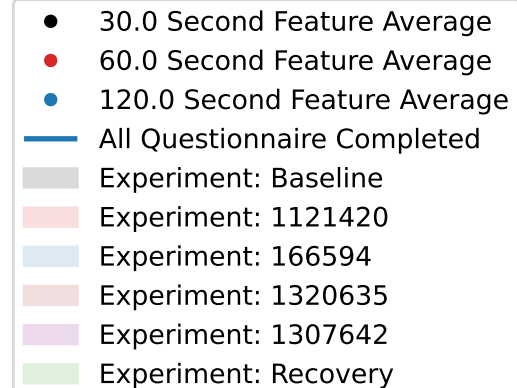 30.0 Second Feature Average
60.0 Second Feature Average
120.0 Second Feature Average
All Questionnaire Completed
Experiment: Baseline
Experiment: 1121420
Experiment: 166594
Experiment: 1320635
Experiment: 1307642
Experiment: Recovery